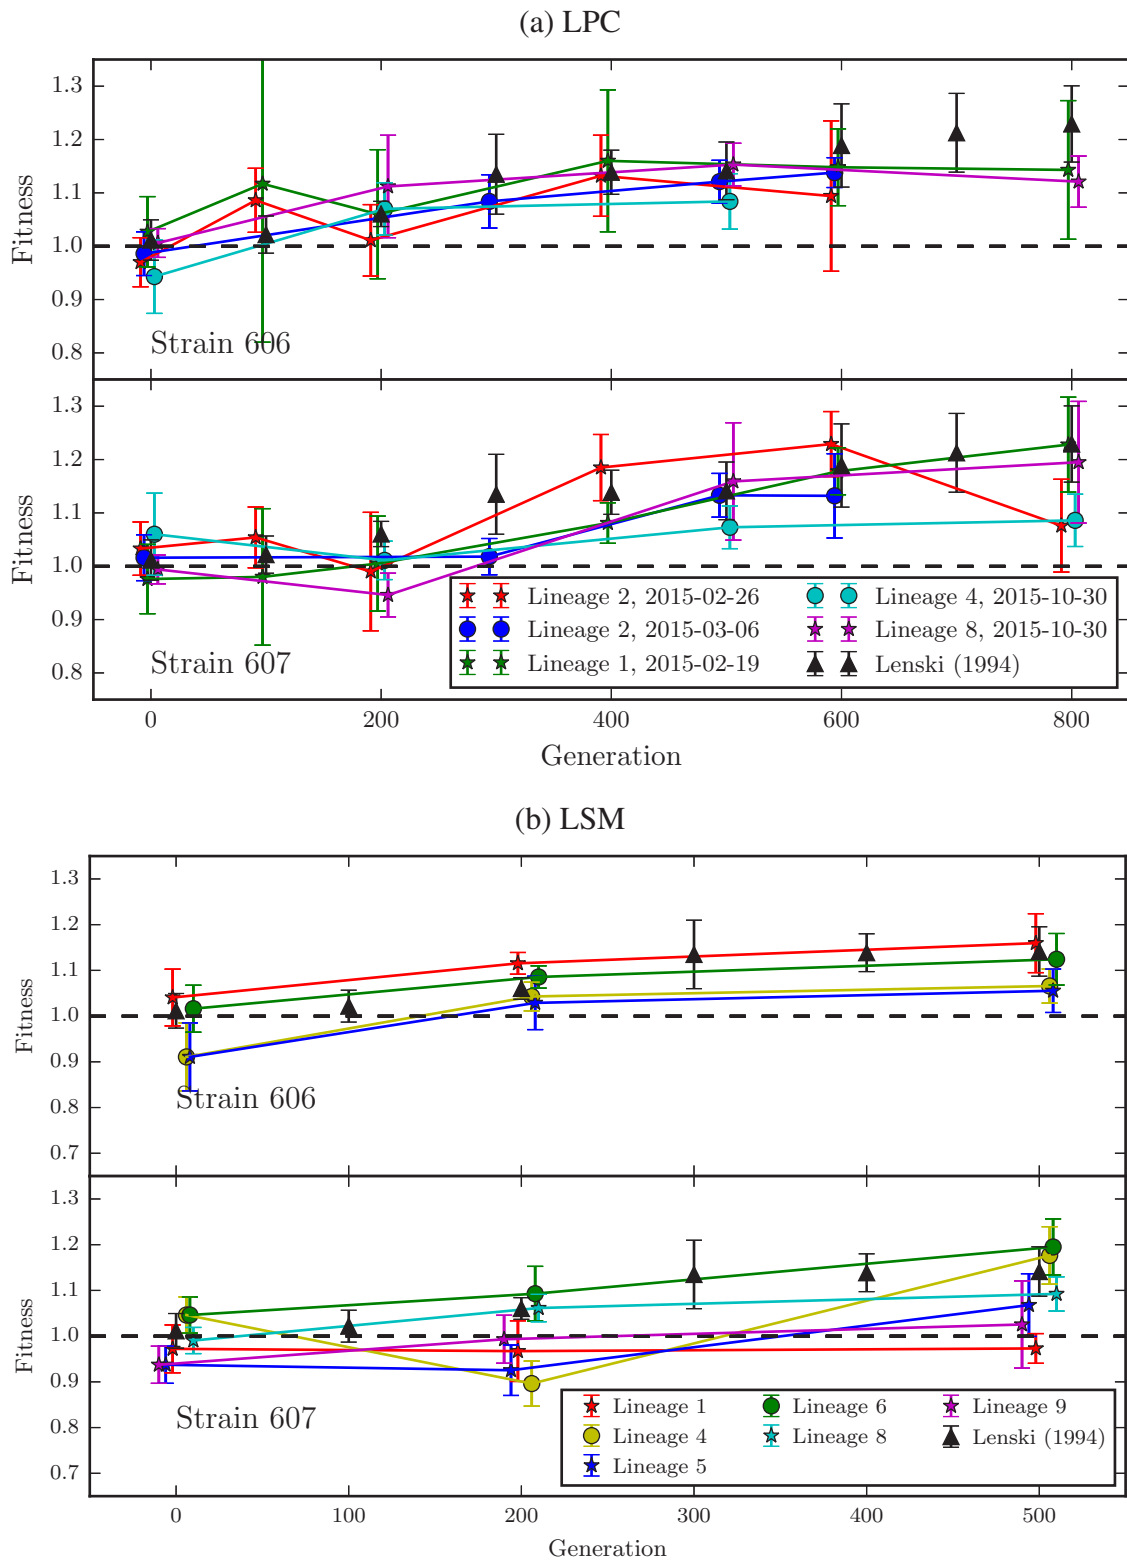 (a) LPC
1.3
1.2
1.1
1.0
0.9
0.8
Fitness
Strain 606
1.3
1.2
1.1
1.0
0.9
0.8
Fitness
Strain 607
Lineage 2, 2015-02-26
Lineage 2, 2015-03-06
Lineage 1, 2015-02-19
Lineage 4, 2015-10-30
Lineage 8, 2015-10-30
Lenski (1994)
0 200 400 600 800
Generation
(b) LSM
1.3
1.2
1.1
1.0
0.9
0.8
0.7
Fitness
Strain 606
1.3
1.2
1.1
1.0
0.9
0.8
0.7
Fitness
Strain 607
Lineage 1
Lineage 4
Lineage 5
Lineage 6
Lineage 8
Lineage 9
Lenski (1994)
0 100 200 300 400 500
Generation